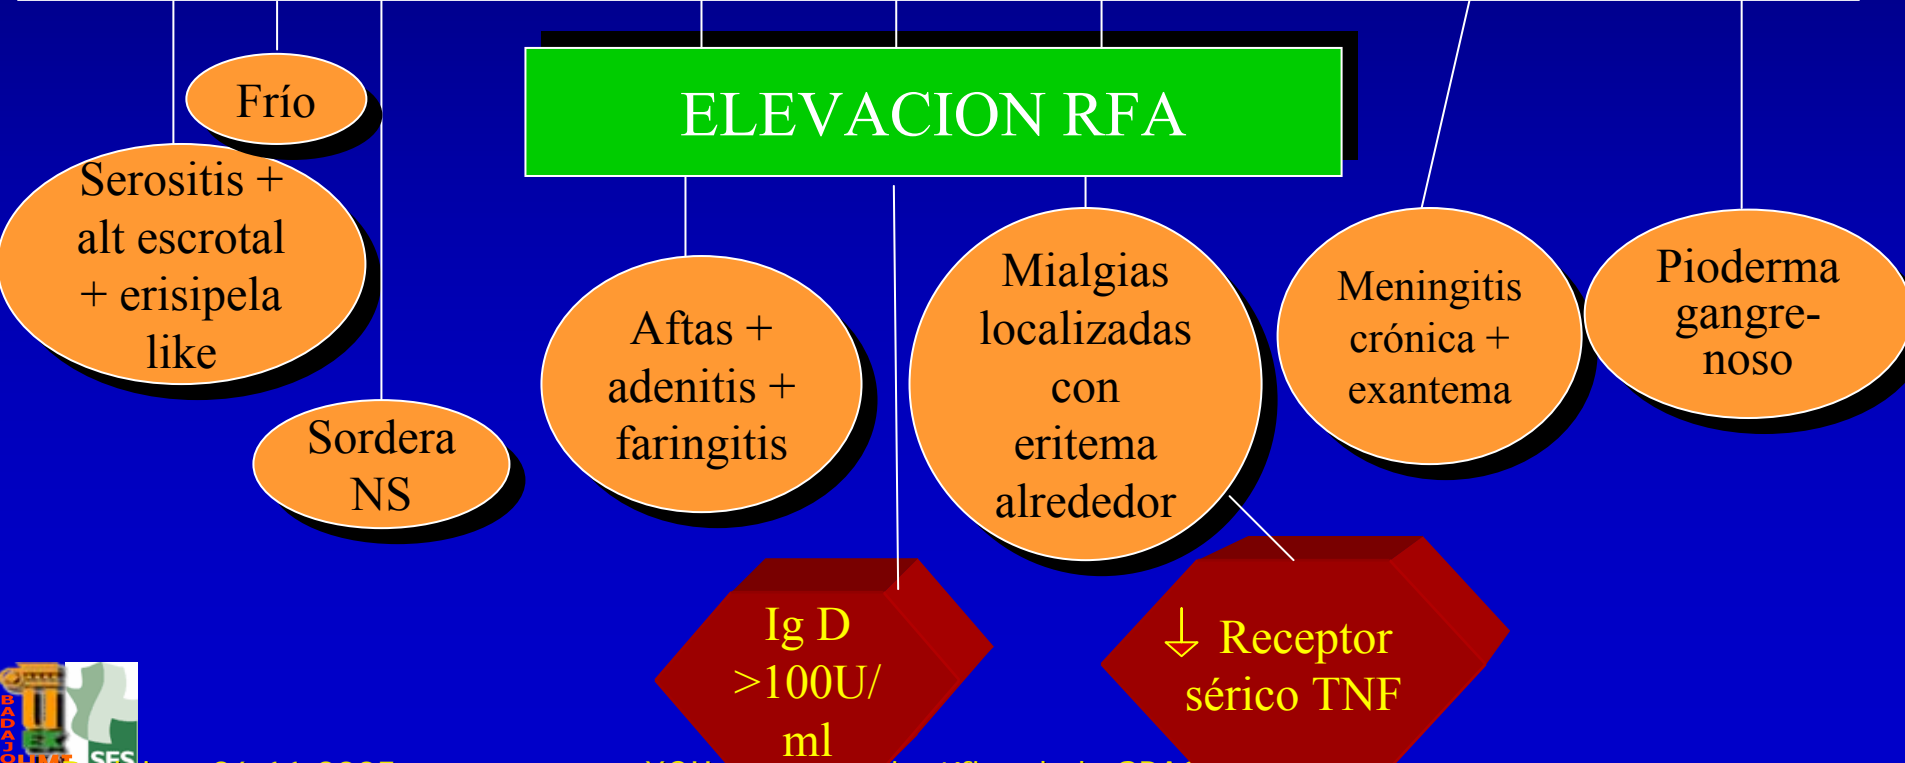 Frío
ELEVACION RFA
Serositis +
alt escrotal
+ erisipela
like
Sordera
NS
Aftas +
adenitis +
faringitis
Mialgias
localizadas
con
eritema
alrededor
Meningitis
crónica +
exantema
Pioderma
gangre-
noso
Ig D
>100U/
ml
↓ Receptor
sérico TNF
BADAJO
SES